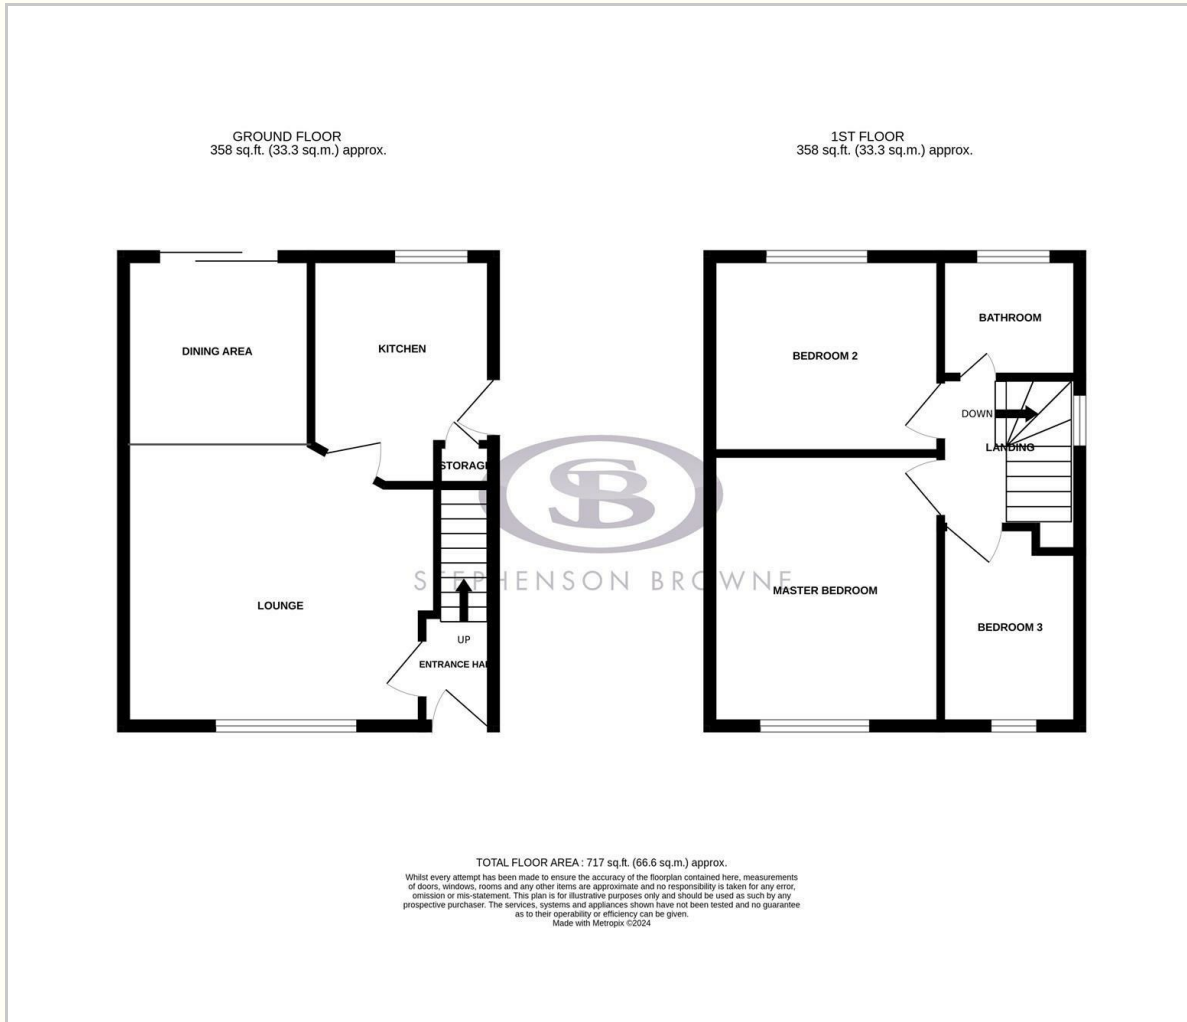 GROUND FLOOR
358 sq.ft. (33.3 sq.m.) approx.
1ST FLOOR
358 sq.ft. (33.3 sq.m.) approx.
DINING AREA
KITCHEN
STORAGE
LOUNGE
UP
ENTRANCE HAL
BEDROOM 2
BATHROOM
DOWN
LANDING
MASTER BEDROOM
BEDROOM 3
SB
STEPHENSON BROWNE
TOTAL FLOOR AREA : 717 sq.ft. (66.6 sq.m.) approx.
Whilst every attempt has been made to ensure the accuracy of the floorplan contained here, measurements
of doors, windows, rooms and any other items are approximate and no responsibility is taken for any error,
omission or mis-statement. This plan is for illustrative purposes only and should be used as such by any
prospective purchaser. The services, systems and appliances shown have not been tested and no guarantee
as to their operability or efficiency can be given.
Made with Metropix ©2024